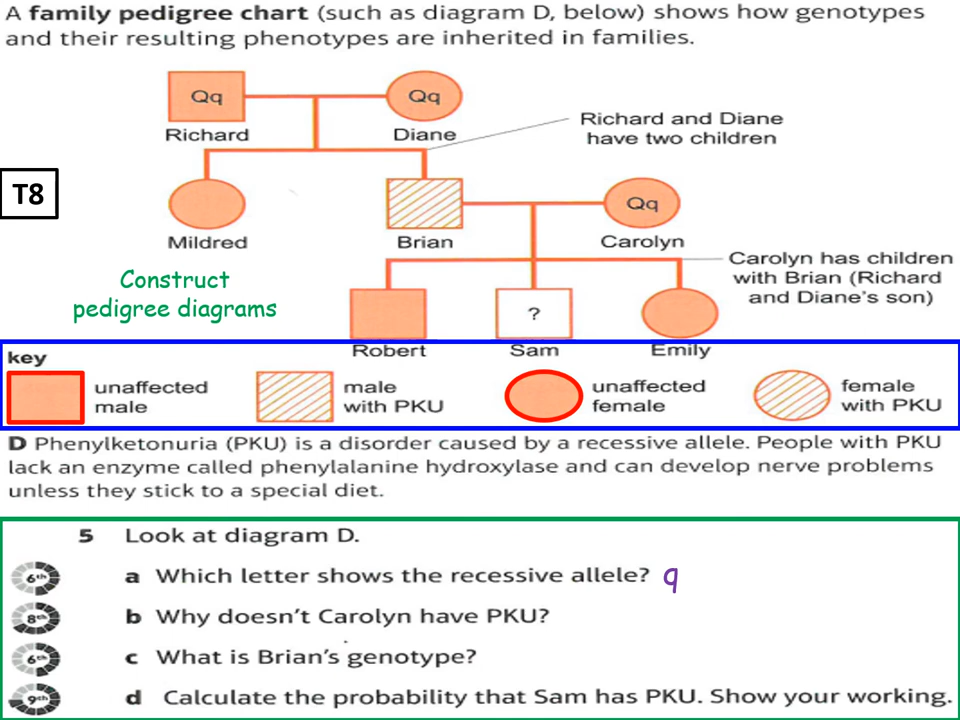 A family pedigree chart (such as diagram D, below) shows how genotypes
and their resulting phenotypes are inherited in families.
Qq
Qq
Richard
Diane
Richard and Diane
have two children
T8
Qq
Mildred
Brian
Carolyn
Construct
pedigree diagrams
Carolyn has children
with Brian (Richard
and Diane's son)
?
Robert
Sam
Emily
key
unaffected
male
male
with PKU
unaffected
female
female
with PKU
D Phenylketonuria (PKU) is a disorder caused by a recessive allele. People with PKU
lack an enzyme called phenylalanine hydroxylase and can develop nerve problems
unless they stick to a special diet.
5 Look at diagram D.
6th a Which letter shows the recessive allele? q
8th b Why doesn't Carolyn have PKU?
6th c What is Brian's genotype?
9th d Calculate the probability that Sam has PKU. Show your working.